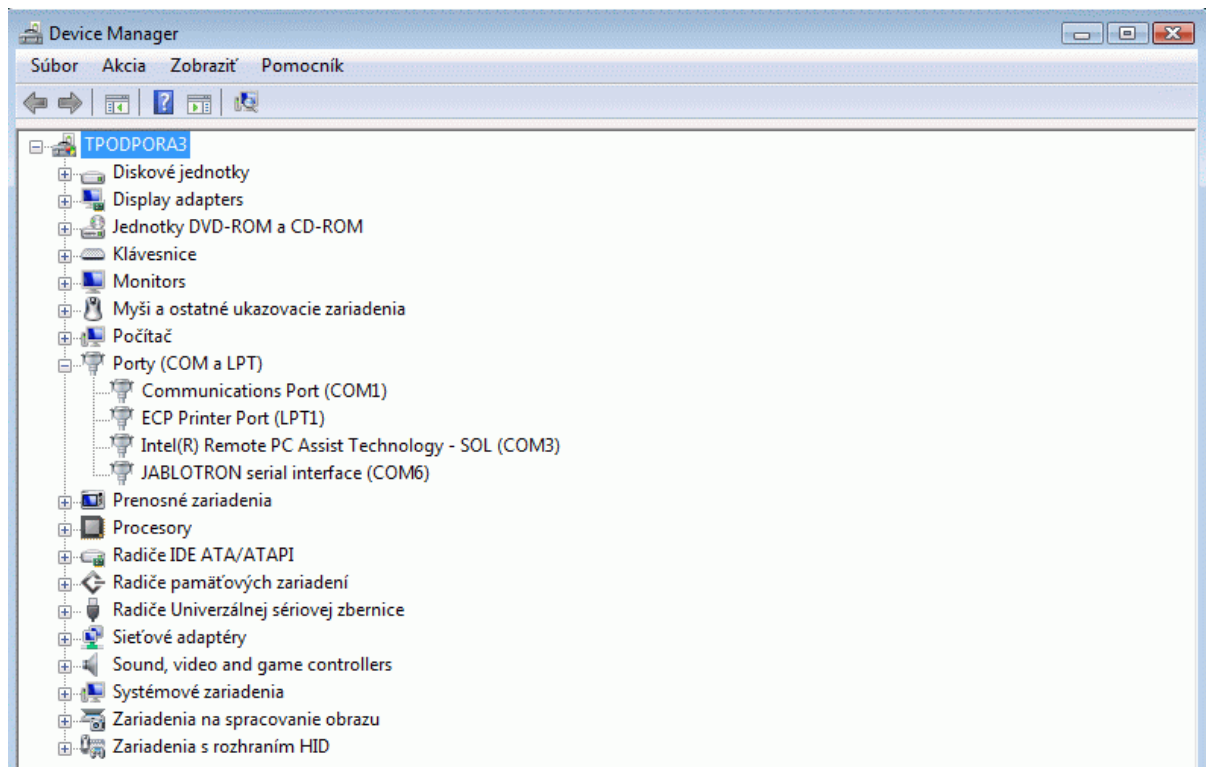 Device Manager
Súbor Akcia Zobraziť Pomocník
TPODPORA3
Diskové jednotky
Display adapters
Jednotky DVD-ROM a CD-ROM
Klávesnice
Monitors
Myši a ostatné ukazovacie zariadenia
Počítač
Porty (COM a LPT)
Communications Port (COM1)
ECP Printer Port (LPT1)
Intel(R) Remote PC Assist Technology - SOL (COM3)
JABLOTRON serial interface (COM6)
Prenosné zariadenia
Procesory
Radiče IDE ATA/ATAPI
Radiče pamäťových zariadení
Radiče Univerzálnej sériovej zbernice
Sieťové adaptéry
Sound, video and game controllers
Systémové zariadenia
Zariadenia na spracovanie obrazu
Zariadenia s rozhraním HID